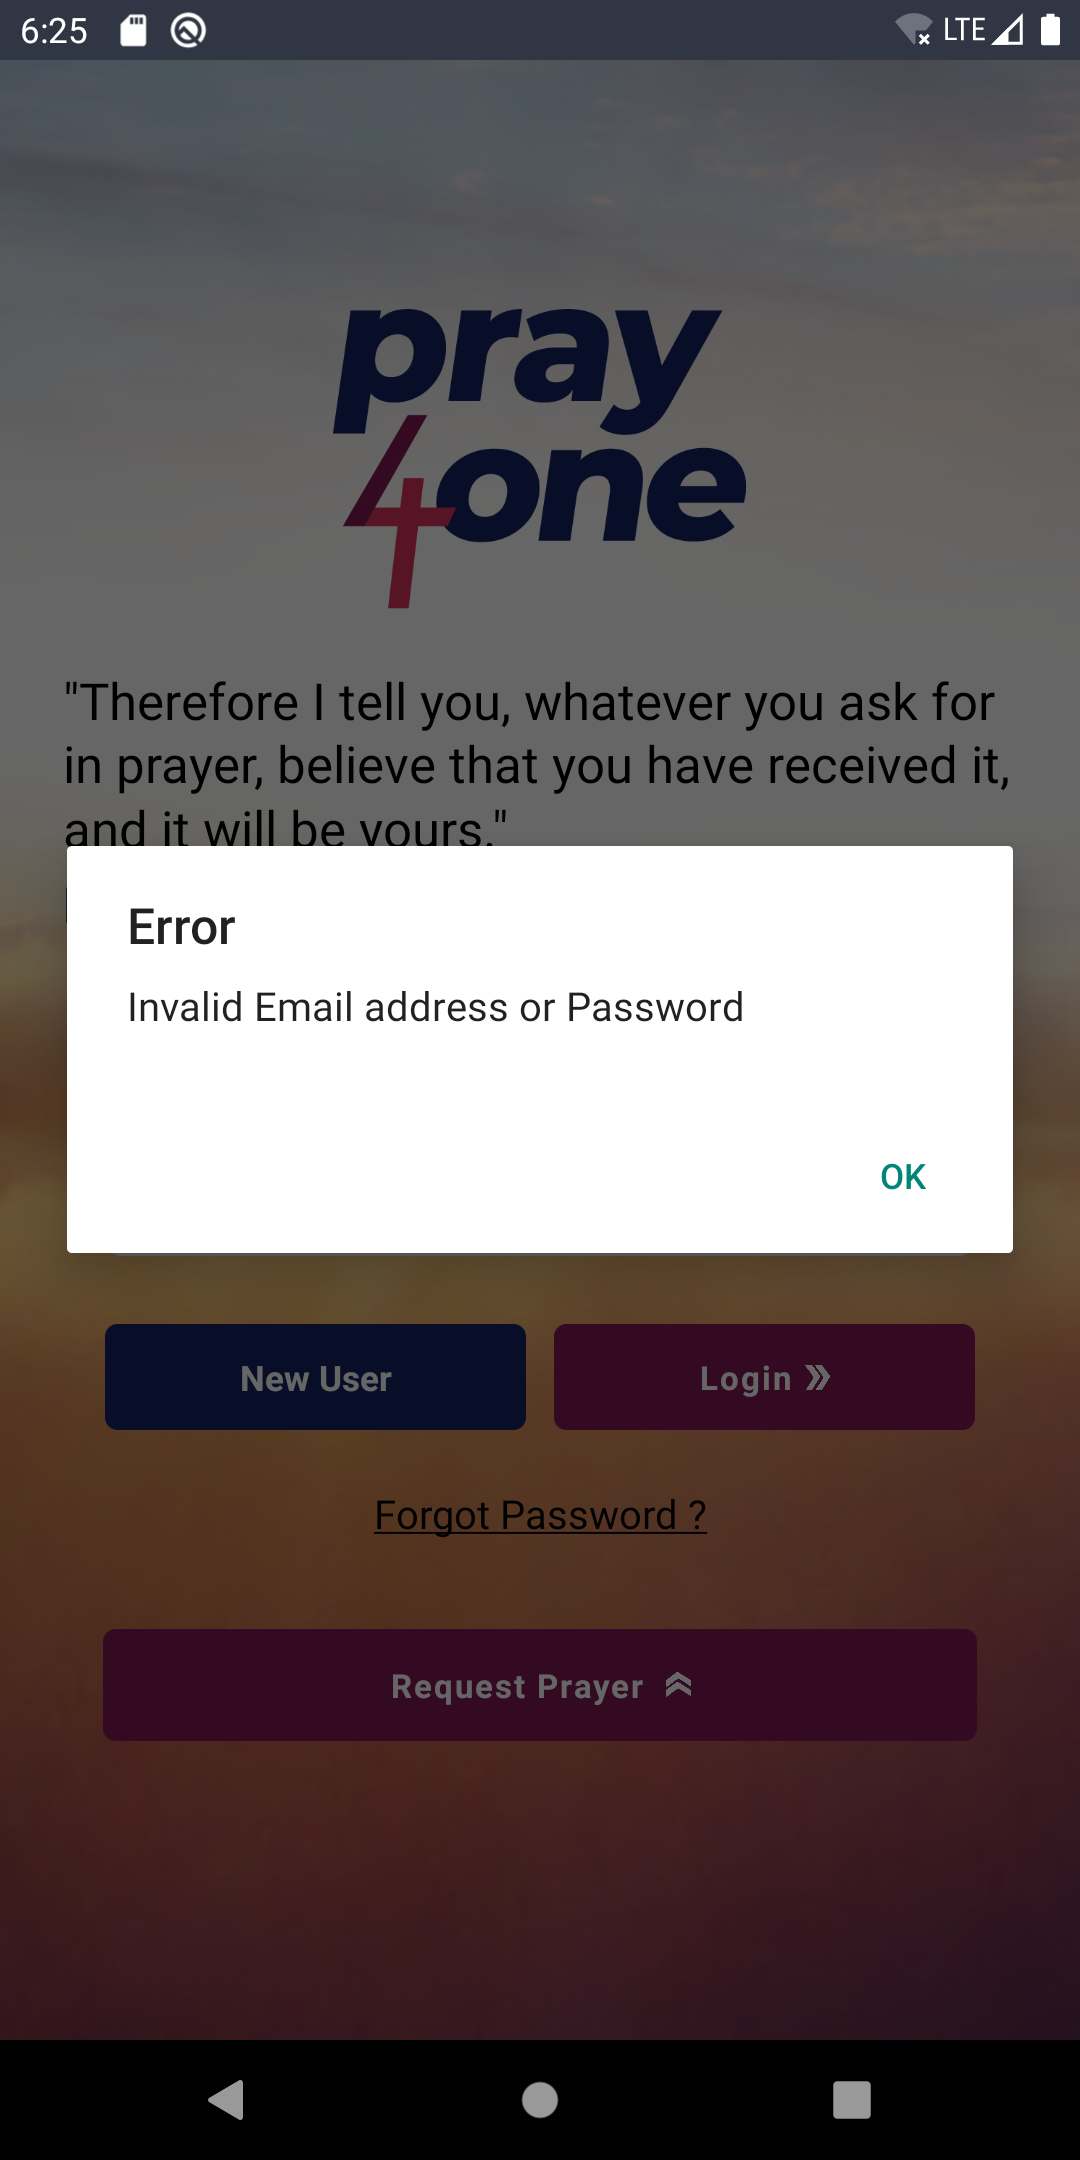 6:25
LTE
pray
4one
"Therefore I tell you, whatever you ask for
in prayer, believe that you have received it,
and it will be yours."
Error
Invalid Email address or Password
OK
New User
Login
Forgot Password ?
Request Prayer